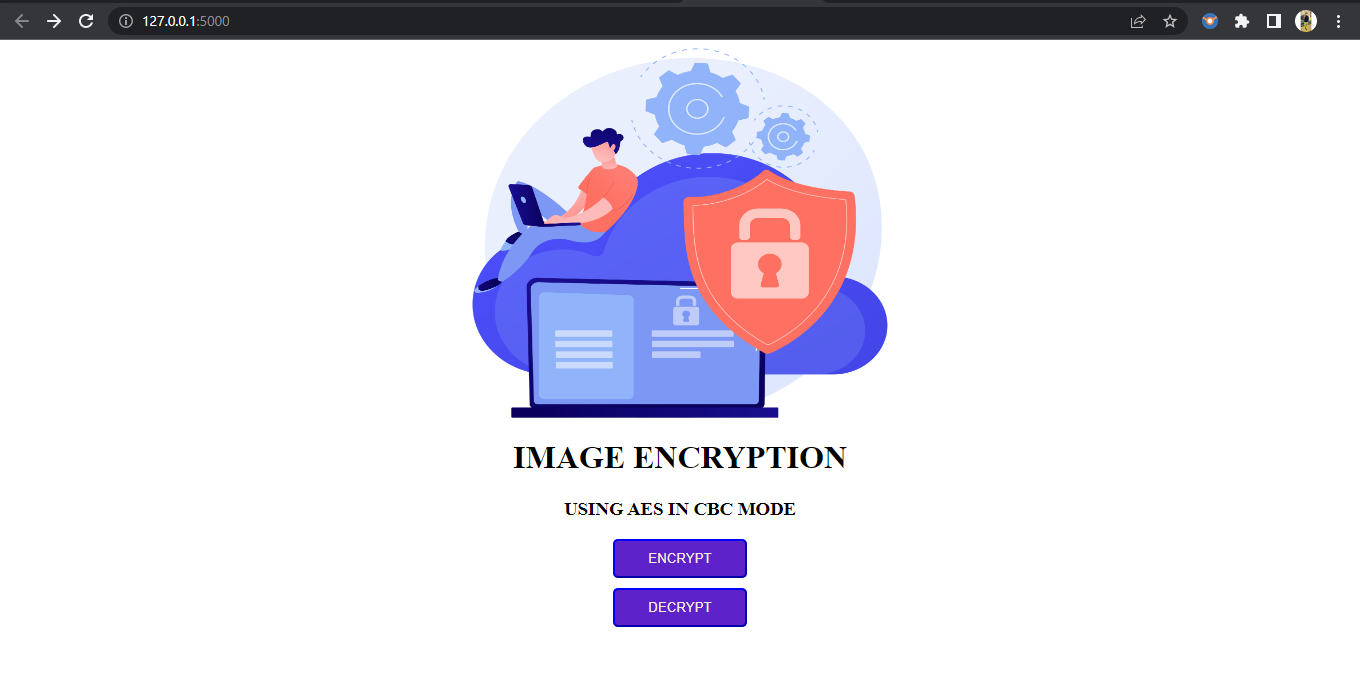 127.0.0.1:5000
IMAGE ENCRYPTION
USING AES IN CBC MODE
ENCRYPT
DECRYPT